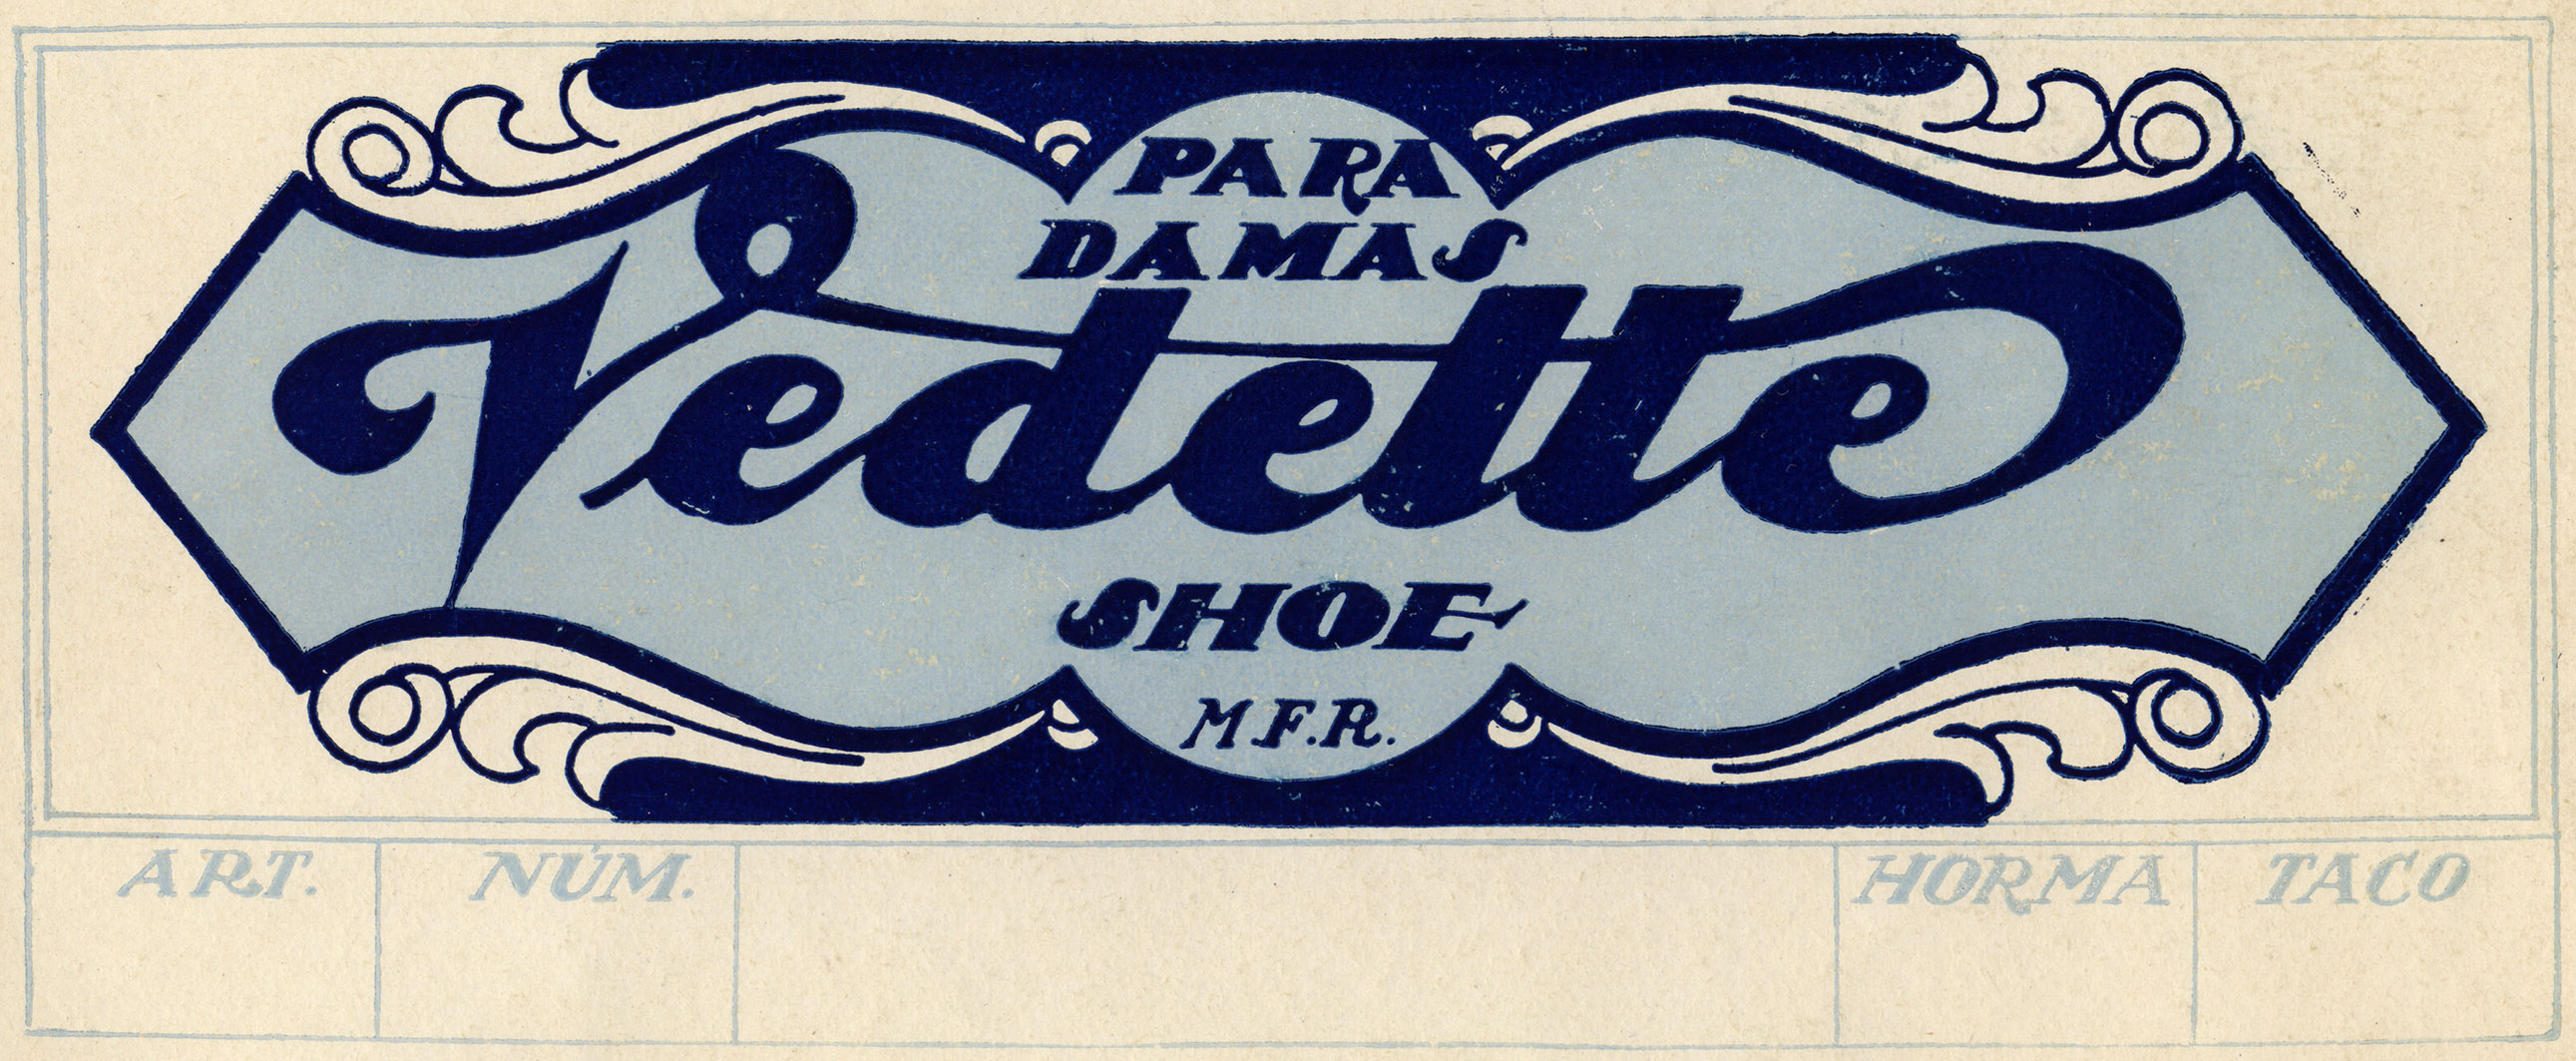 PARA
DAMAS
Vedette
SHOE
M.F.R.
ART. NÚM. HORMA TACO